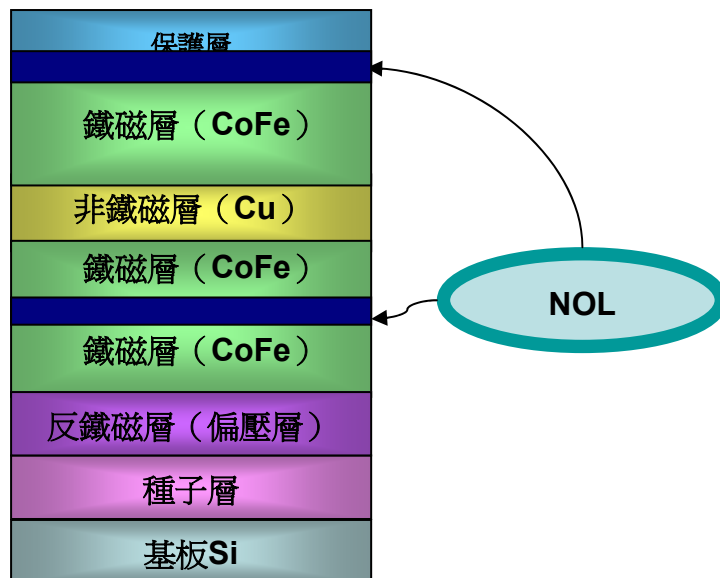 保護層
鐵磁層（CoFe）
非鐵磁層（Cu）
鐵磁層（CoFe）
NOL
鐵磁層（CoFe）
反鐵磁層（偏壓層）
種子層
基板Si